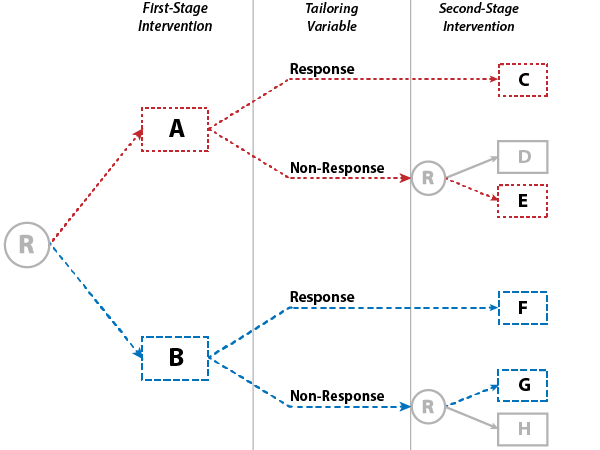 First-Stage
Intervention
Tailoring
Variable
Second-Stage
Intervention
Response
C
A
D
Non-Response
R
E
R
Response
F
B
G
Non-Response
R
H